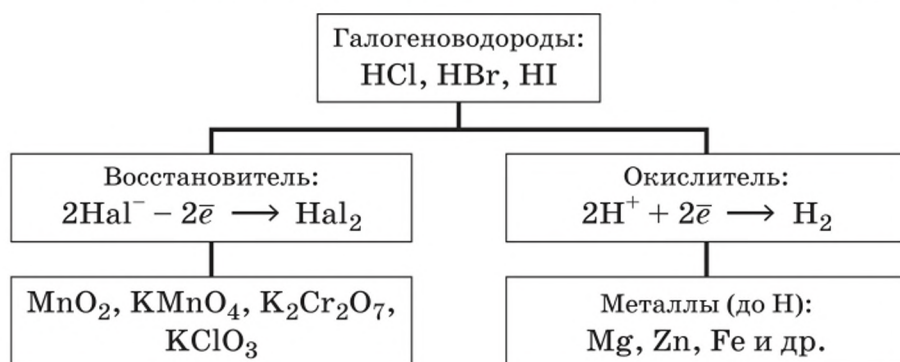 Галогеноводороды:
HCl, HBr, HI
Восстановитель:
2Hal⁻ − 2e̅ ⟶ Hal₂
Окислитель:
2H⁺ + 2e̅ ⟶ H₂
MnO₂, KMnO₄, K₂Cr₂O₇,
KClO₃
Металлы (до H):
Mg, Zn, Fe и др.